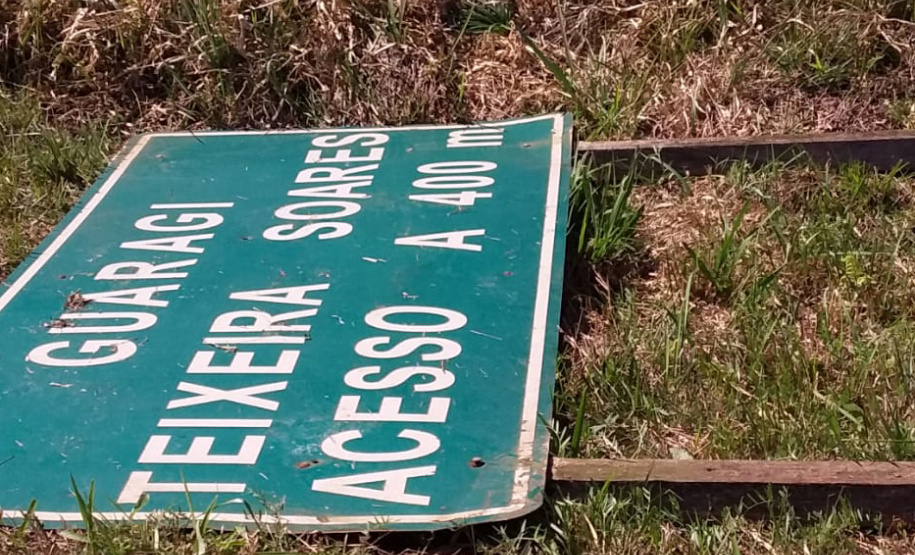 GUARAGI
TEIXEIRA SOARES
ACESSO A 400 m